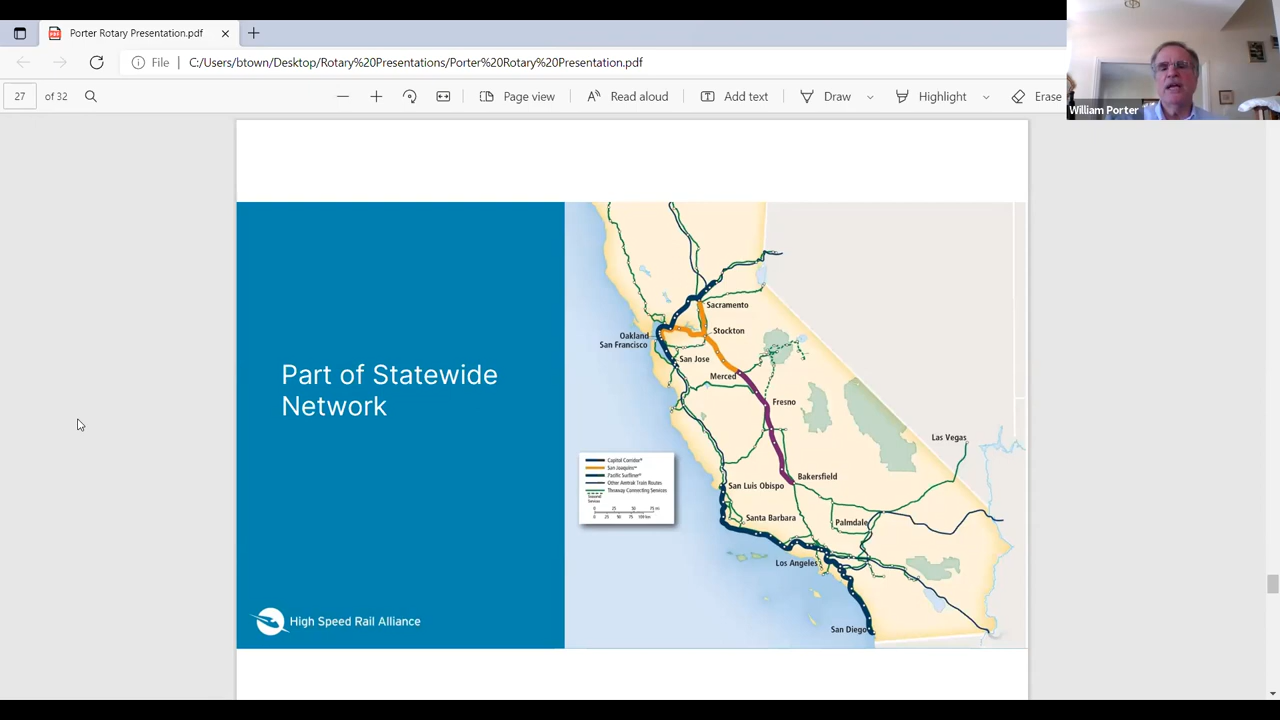 Porter Rotary Presentation.pdf
File
C:/Users/btown/Desktop/Rotary%20Presentations/Porter%20Rotary%20Presentation.pdf
27 of 32
Page view
Read aloud
Add text
Draw
Highlight
Erase
William Porter
Part of Statewide
Network
High Speed Rail Alliance
Sacramento
Oakland
San Francisco
Stockton
San Jose
Merced
Fresno
Las Vegas
Bakersfield
San Luis Obispo
Santa Barbara
Palmdale
Los Angeles
San Diego
Capitol Corridor*
San Joaquins*
Pacific Surfliner*
Other Amtrak Train Routes
Thruway Connecting Services